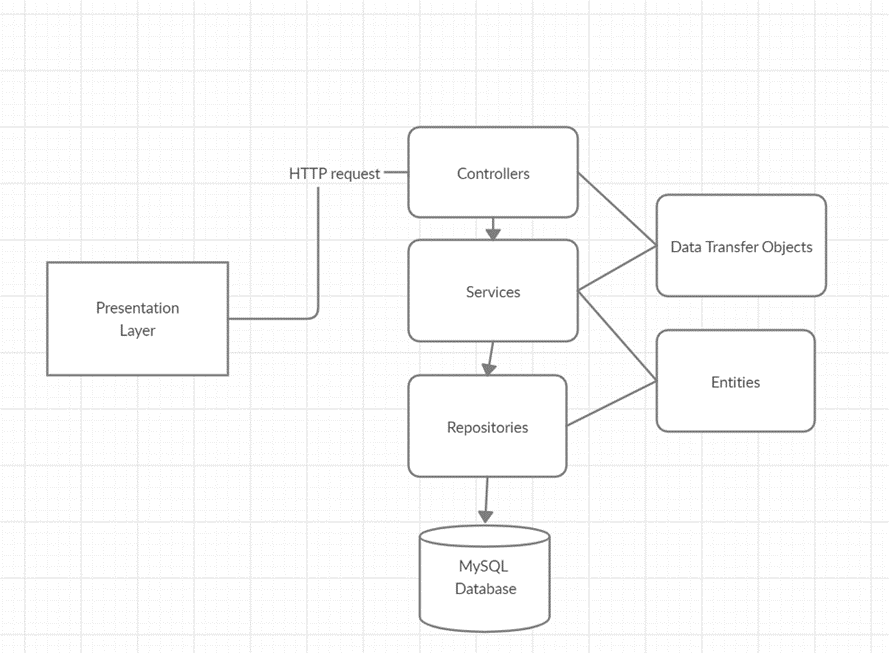 HTTP request
Controllers
Data Transfer Objects
Services
Presentation
Layer
Entities
Repositories
MySQL
Database